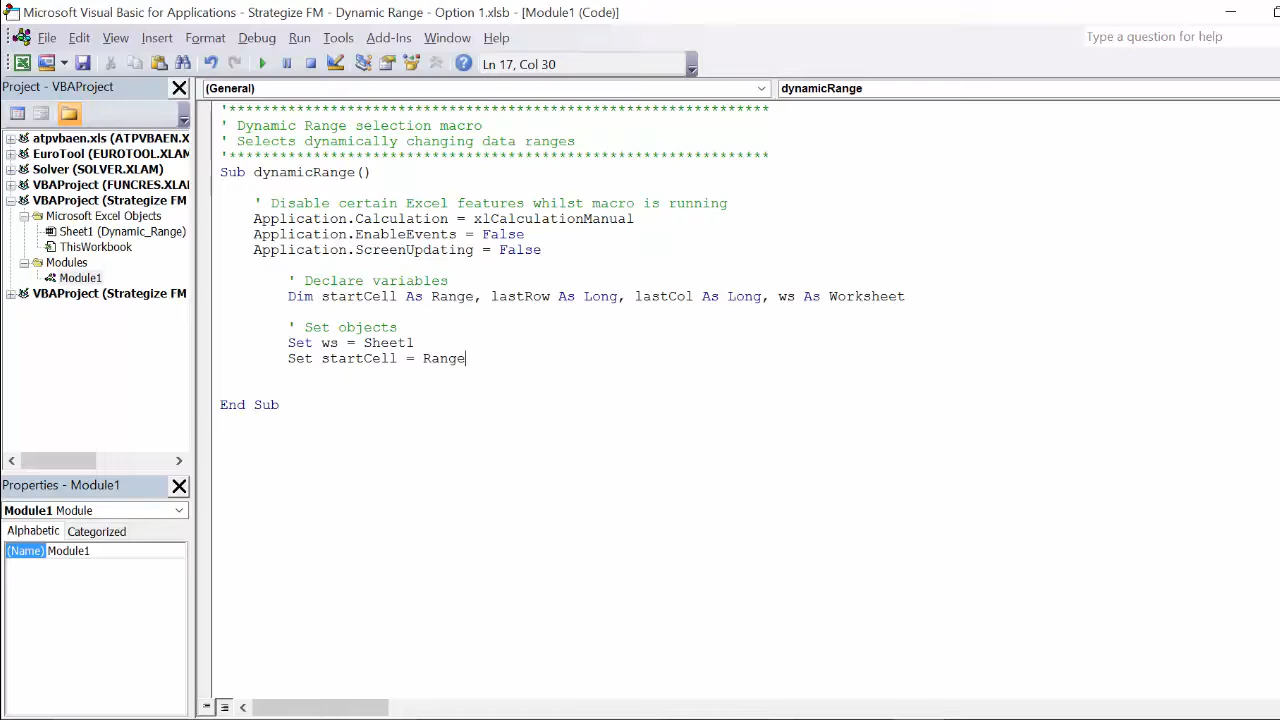 Microsoft Visual Basic for Applications - Strategize FM - Dynamic Range - Option 1.xlsb - [Module1 (Code)]
File Edit View Insert Format Debug Run Tools Add-Ins Window Help
Type a question for help
Ln 17, Col 30
Project - VBAProject
(General)
dynamicRange
atpvbaen.xls (ATPVBAEN.X
EuroTool (EUROTOOL.XLAM
Solver (SOLVER.XLAM)
VBAProject (FUNCRES.XLA
VBAProject (Strategize FM
Microsoft Excel Objects
Sheet1 (Dynamic_Range)
ThisWorkbook
Modules
Module1
VBAProject (Strategize FM
Properties - Module1
Module1 Module
Alphabetic Categorized
(Name) Module1
'****************************************************************
' Dynamic Range selection macro
' Selects dynamically changing data ranges
'****************************************************************
Sub dynamicRange()
' Disable certain Excel features whilst macro is running
Application.Calculation = xlCalculationManual
Application.EnableEvents = False
Application.ScreenUpdating = False
' Declare variables
Dim startCell As Range, lastRow As Long, lastCol As Long, ws As Worksheet
' Set objects
Set ws = Sheet1
Set startCell = Range
End Sub